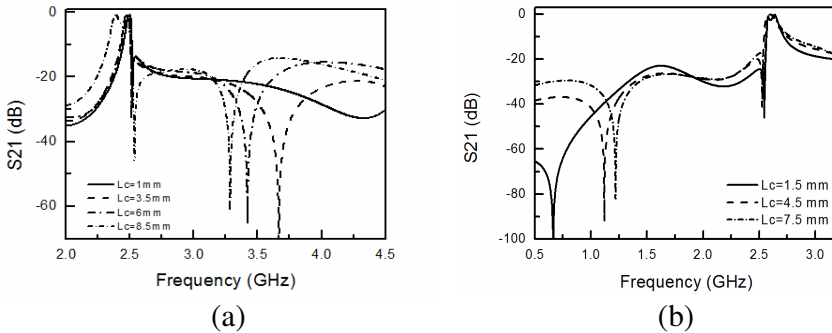 0
-20
-40
-60
S21 (dB)
Lc=1mm
Lc=3.5mm
Lc=6mm
Lc=8.5mm
2.0 2.5 3.0 3.5 4.0 4.5
Frequency (GHz)
(a)
0
-20
-40
-60
-80
-100
S21 (dB)
Lc=1.5 mm
Lc=4.5 mm
Lc=7.5 mm
0.5 1.0 1.5 2.0 2.5 3.0
Frequency (GHz)
(b)